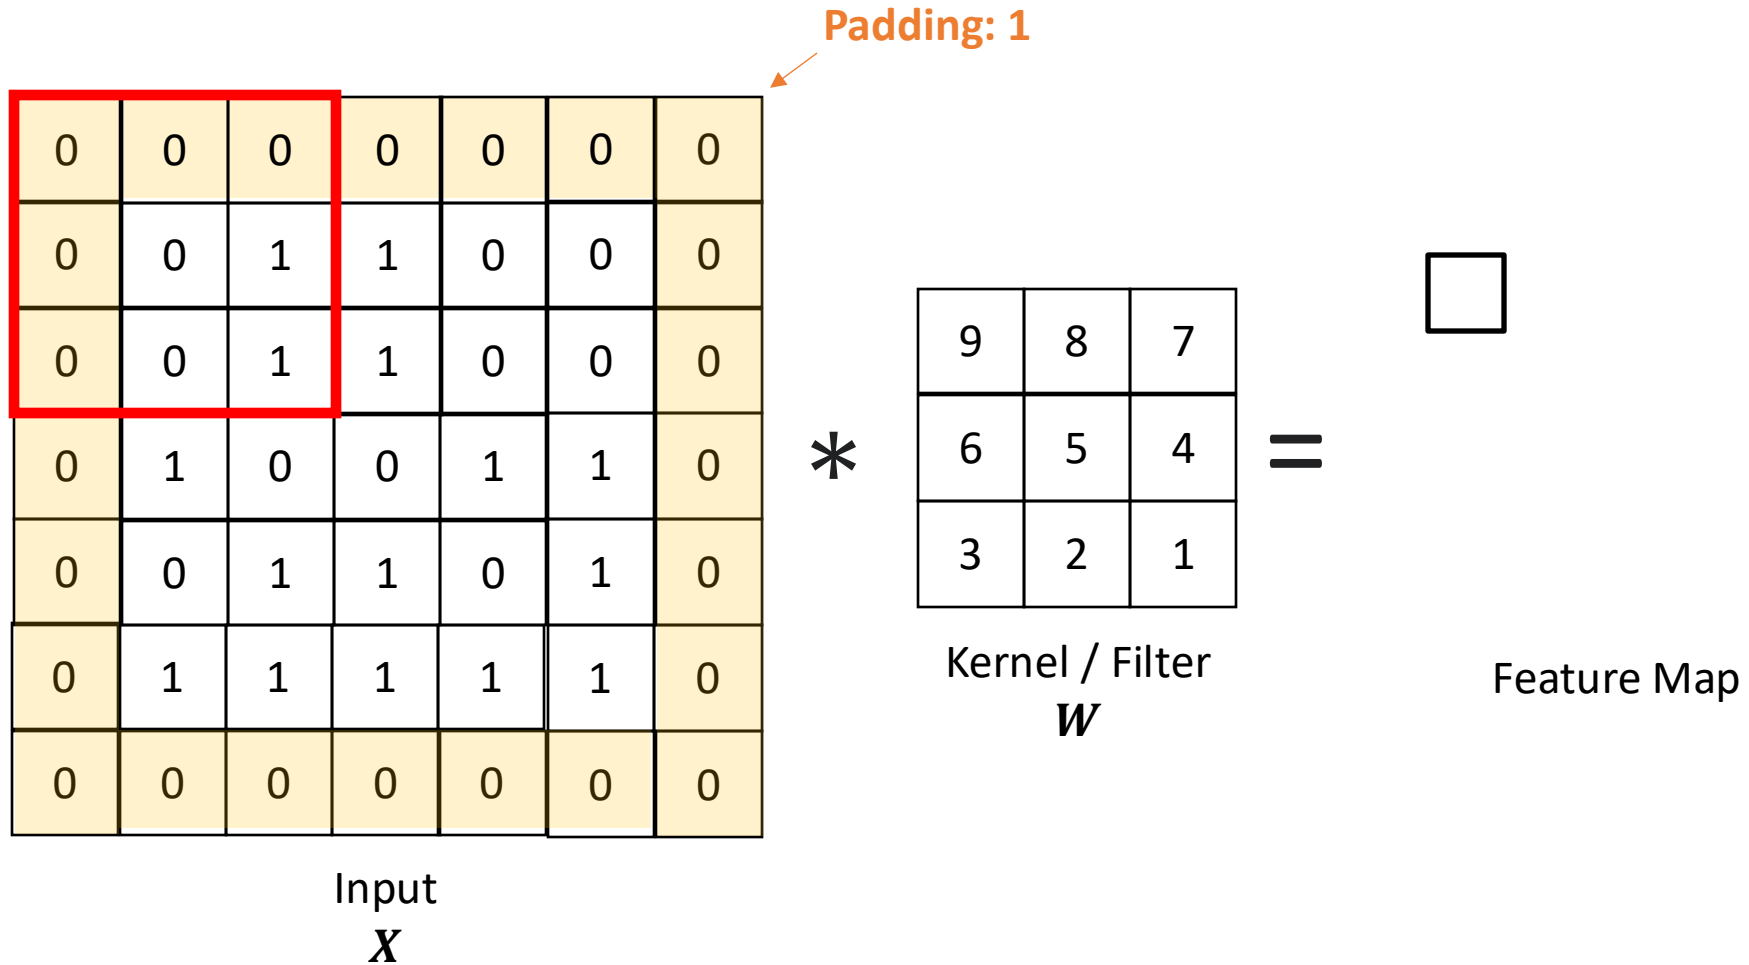 Padding: 1
0 0 0 0 0 0 0
0 0 1 1 0 0 0
0 0 1 1 0 0 0
0 1 0 0 1 1 0
0 0 1 1 0 1 0
0 1 1 1 1 1 0
0 0 0 0 0 0 0
Input
X
*
9 8 7
6 5 4
3 2 1
Kernel / Filter
W
=
Feature Map